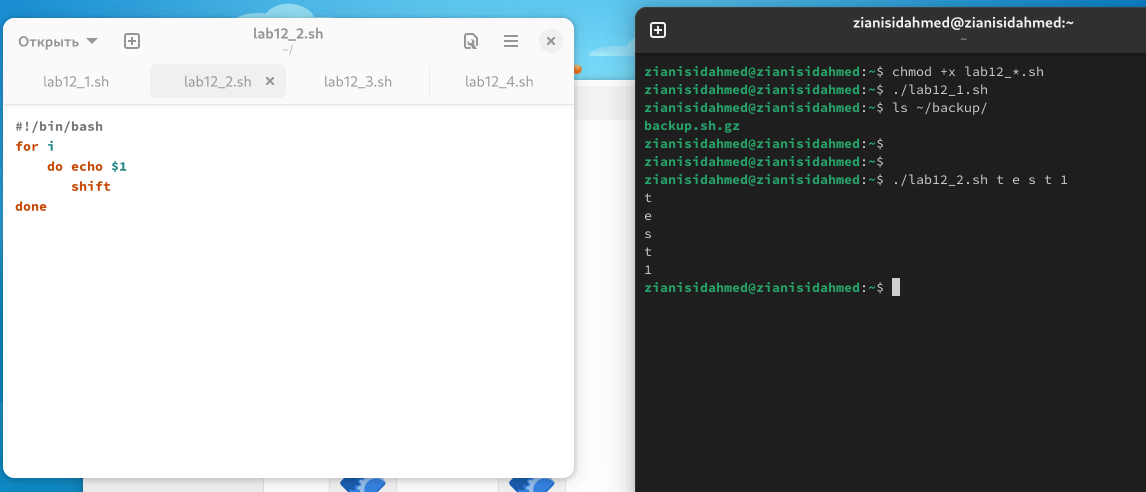 Открыть
lab12_2.sh
~/
lab12_1.sh
lab12_2.sh
lab12_3.sh
lab12_4.sh
#!/bin/bash
for i
    do echo $1
       shift
done
zianisidahmed@zianisidahmed:~
~
zianisidahmed@zianisidahmed:~$ chmod +x lab12_*.sh
zianisidahmed@zianisidahmed:~$ ./lab12_1.sh
zianisidahmed@zianisidahmed:~$ ls ~/backup/
backup.sh.gz
zianisidahmed@zianisidahmed:~$
zianisidahmed@zianisidahmed:~$
zianisidahmed@zianisidahmed:~$ ./lab12_2.sh t e s t 1
t
e
s
t
1
zianisidahmed@zianisidahmed:~$